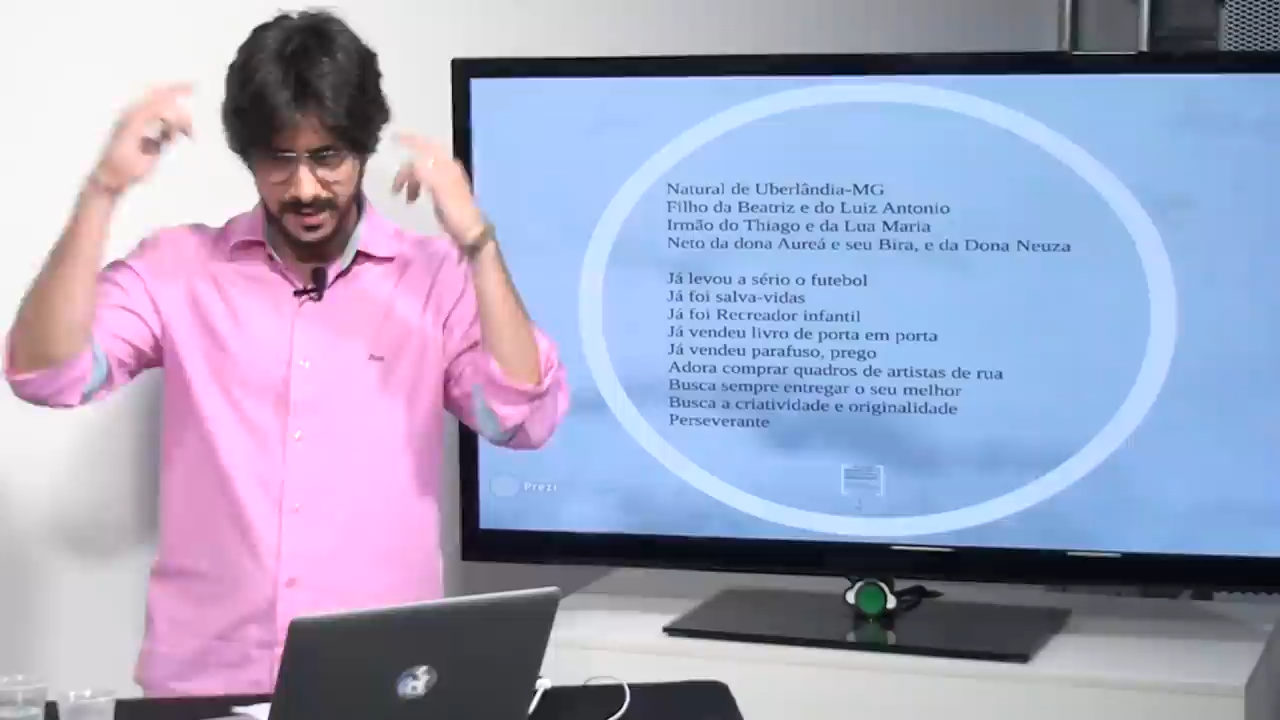 Natural de Uberlândia-MG
Filho da Beatriz e do Luiz Antonio
Irmão do Thiago e da Lua Maria
Neto da dona Aureá e seu Bira, e da Dona Neuza
Já levou a sério o futebol
Já foi salva-vidas
Já foi Recreador infantil
Já vendeu livro de porta em porta
Já vendeu parafuso, prego
Adora comprar quadros de artistas de rua
Busca sempre entregar o seu melhor
Busca a criatividade e originalidade
Perseverante
Prezi